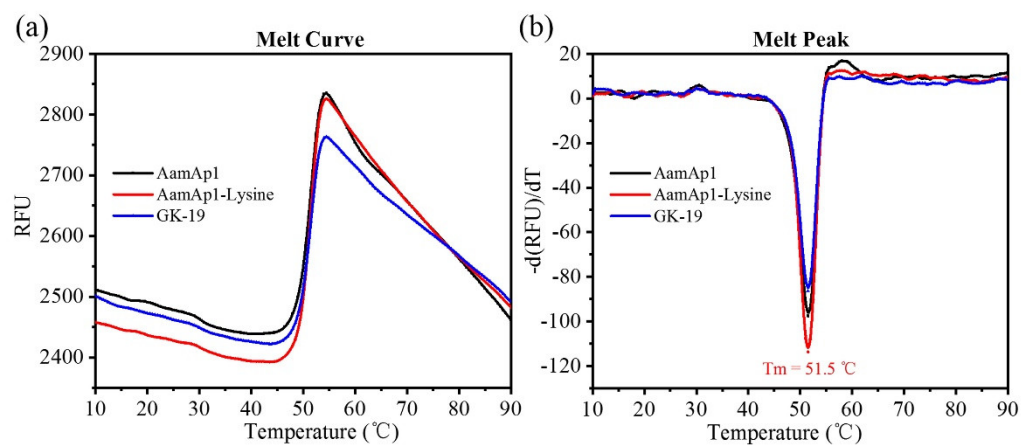 (a)
Melt Curve
2900
2800
2700
2600
2500
2400
RFU
AamAp1
AamAp1-Lysine
GK-19
10 20 30 40 50 60 70 80 90
Temperature (℃)
(b)
Melt Peak
20
0
-20
-40
-60
-80
-100
-120
-d(RFU)/dT
AamAp1
AamAp1-Lysine
GK-19
Tm = 51.5 ℃
10 20 30 40 50 60 70 80 90
Temperature (℃)